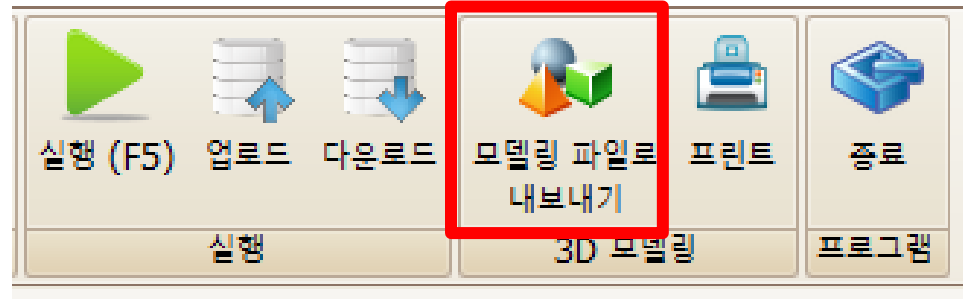 실행 (F5)
업로드
다운로드
모델링 파일로
내보내기
프린트
종료
실행
3D 모델링
프로그램